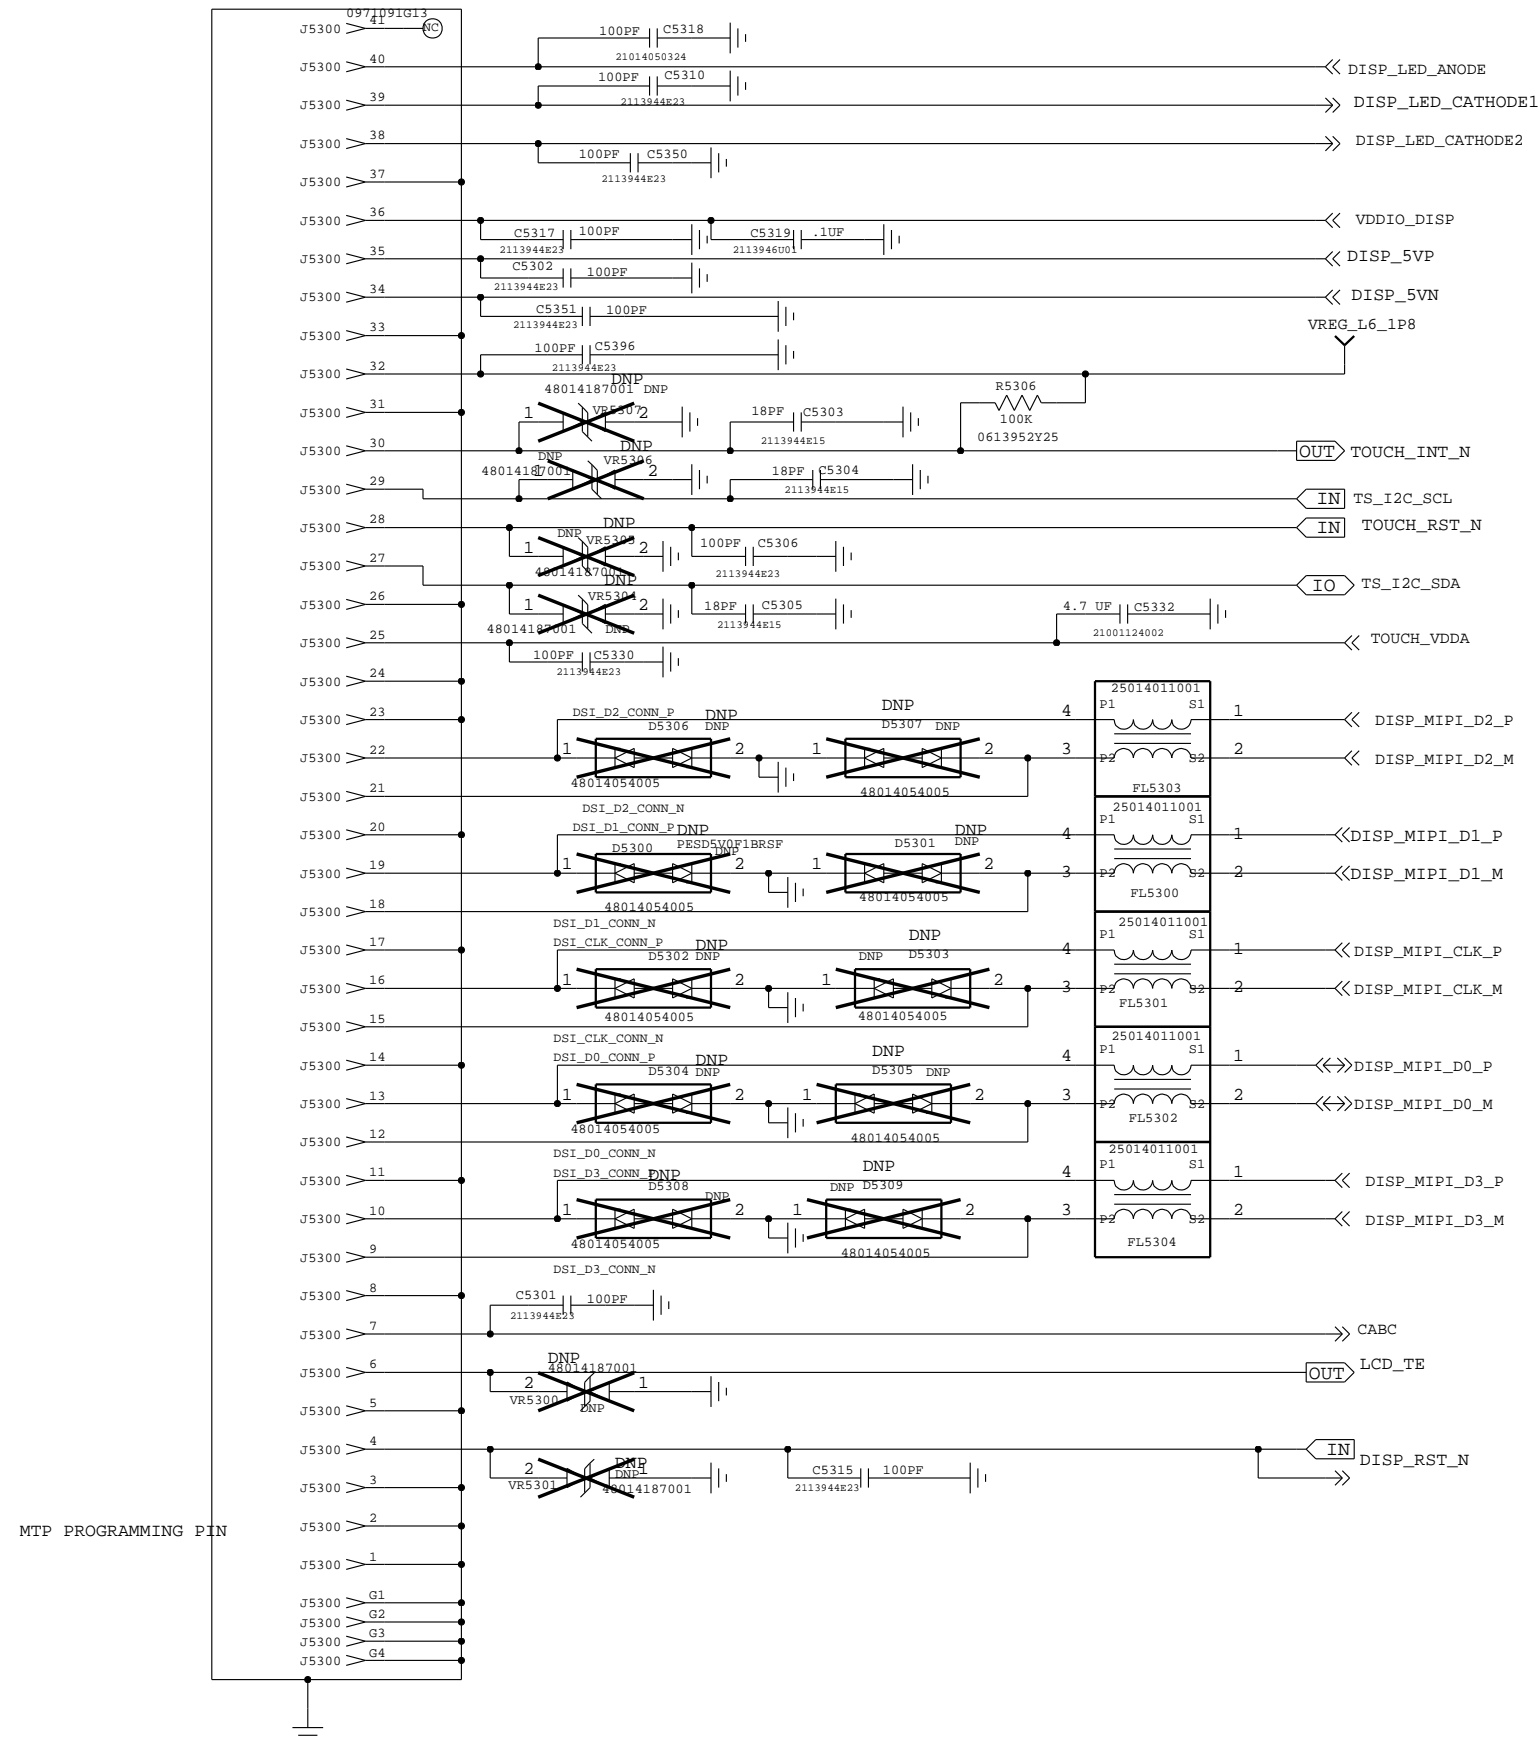 0971091G13
J5300 41 NC
100PF C5318
21014050324
J5300 40 DISP_LED_ANODE
100PF C5310
2113944E23
J5300 39 DISP_LED_CATHODE1
J5300 38 DISP_LED_CATHODE2
100PF C5350
2113944E23
J5300 37
J5300 36 VDDIO_DISP
C5317 100PF C5319 .1UF
2113944E23 2113946U01
J5300 35 DISP_5VP
C5302 100PF
2113944E23
J5300 34 DISP_5VN
C5351 100PF
2113944E23
VREG_L6_1P8
J5300 33
100PF C5396
2113944E23
J5300 32
DNP
48014187001 DNP
R5306
100K
0613952Y25
J5300 31
1 VR5307 2 18PF C5303
2113944E15
J5300 30 OUT TOUCH_INT_N
DNP
DNP VR5306
48014187001 1 2 18PF C5304
2113944E15
J5300 29 IN TS_I2C_SCL
J5300 28 IN TOUCH_RST_N
DNP
DNP VR5305
1 2 100PF C5306
48014187001 2113944E23
J5300 27 IO TS_I2C_SDA
DNP
VR5304
J5300 26
1 2 18PF C5305 4.7 UF C5332
48014187001 DNP 2113944E15 21001124002
J5300 25 TOUCH_VDDA
100PF C5330
2113944E23
J5300 24
25014011001
P1 S1
J5300 23
DSI_D2_CONN_P DNP DNP 4 1 DISP_MIPI_D2_P
D5306 DNP D5307 DNP
J5300 22 1 2 1 2 3 P2 S2 2 DISP_MIPI_D2_M
48014054005 48014054005 FL5303
J5300 21
DSI_D2_CONN_N
25014011001
P1 S1
J5300 20
DSI_D1_CONN_P DNP DNP 4 1 DISP_MIPI_D1_P
D5300 PESD5V0F1BRSF DNP D5301 DNP
J5300 19 1 2 1 2 3 P2 S2 2 DISP_MIPI_D1_M
48014054005 48014054005 FL5300
J5300 18
DSI_D1_CONN_N
25014011001
P1 S1
J5300 17
DSI_CLK_CONN_P DNP DNP 4 1 DISP_MIPI_CLK_P
D5302 DNP DNP D5303
J5300 16 1 2 1 2 3 P2 S2 2 DISP_MIPI_CLK_M
48014054005 48014054005 FL5301
J5300 15
DSI_CLK_CONN_N
25014011001
P1 S1
J5300 14
DSI_D0_CONN_P DNP DNP 4 1 DISP_MIPI_D0_P
D5304 DNP D5305 DNP
J5300 13 1 2 1 2 3 P2 S2 2 DISP_MIPI_D0_M
48014054005 48014054005 FL5302
J5300 12
DSI_D0_CONN_N
25014011001
P1 S1
J5300 11
DSI_D3_CONN_P DNP DNP 4 1 DISP_MIPI_D3_P
D5308 DNP DNP D5309
J5300 10 1 2 1 2 3 P2 S2 2 DISP_MIPI_D3_M
48014054005 48014054005 FL5304
J5300 9
DSI_D3_CONN_N
J5300 8
C5301 100PF
2113944E23
J5300 7 CABC
DNP
48014187001
J5300 6 OUT LCD_TE
2 1
VR5300 DNP
J5300 5
J5300 4 IN DISP_RST_N
DNP
2 DNP 1 C5315 100PF
VR5301 48014187001 2113944E23
J5300 3
J5300 2
MTP PROGRAMMING PIN
J5300 1
J5300 G1
J5300 G2
J5300 G3
J5300 G4